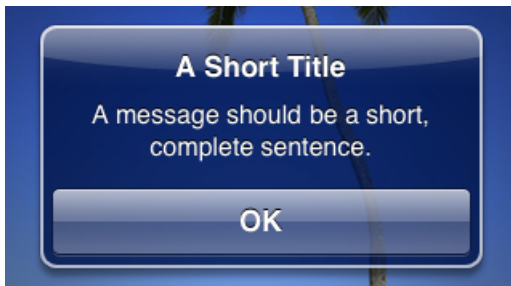 A Short Title
A message should be a short,
complete sentence.
OK